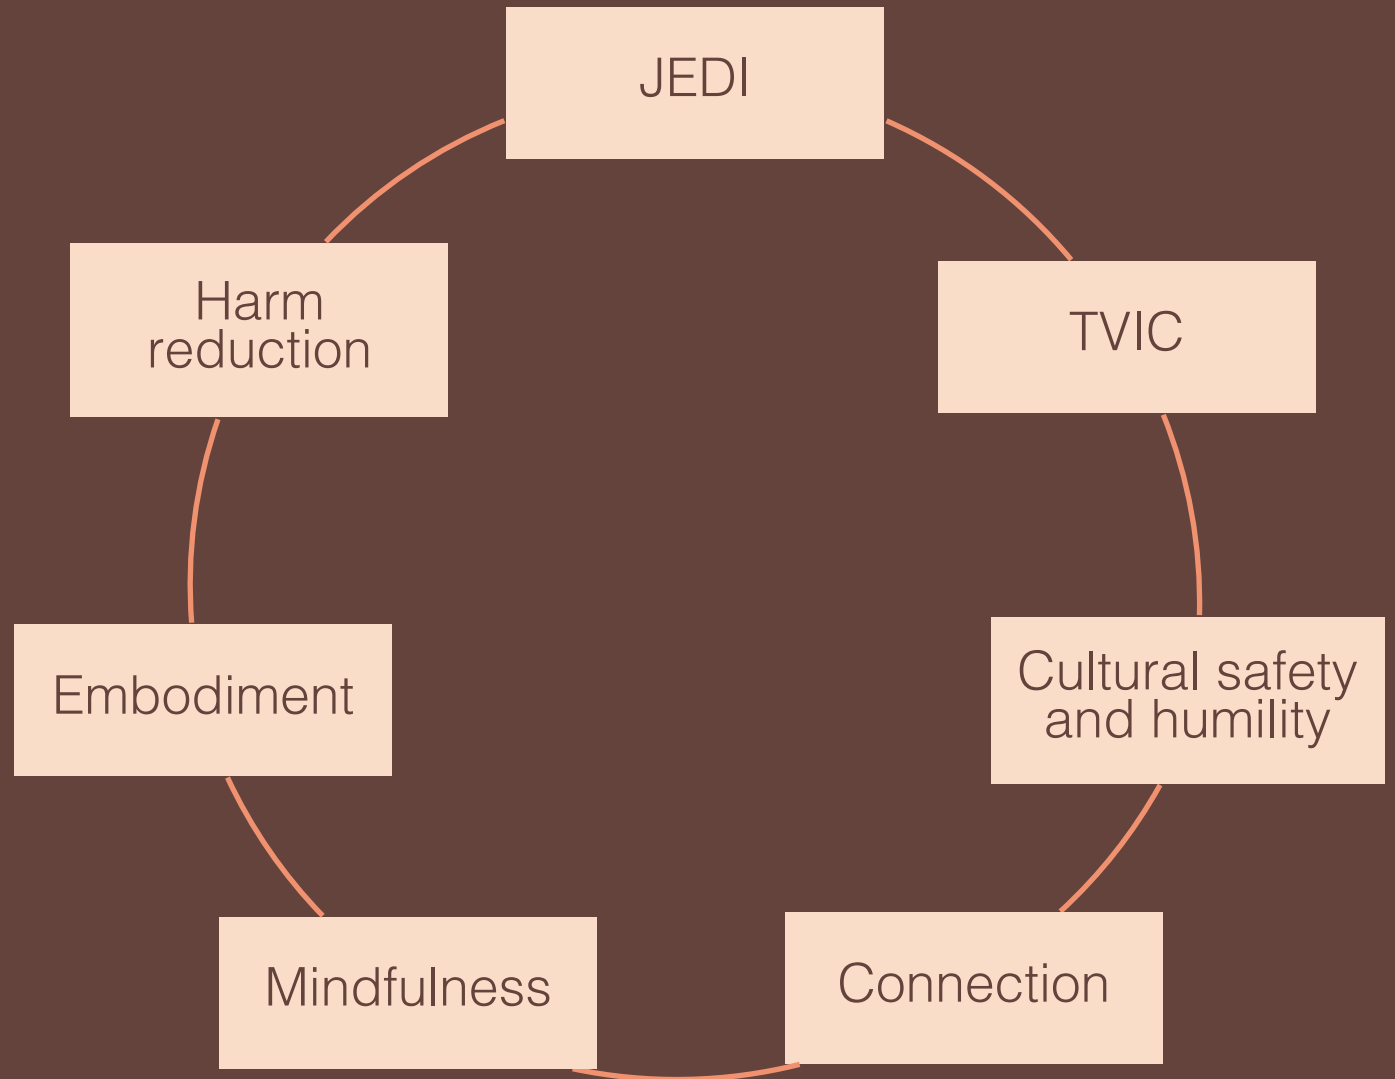 JEDI
TVIC
Cultural safety
and humility
Connection
Mindfulness
Embodiment
Harm
reduction